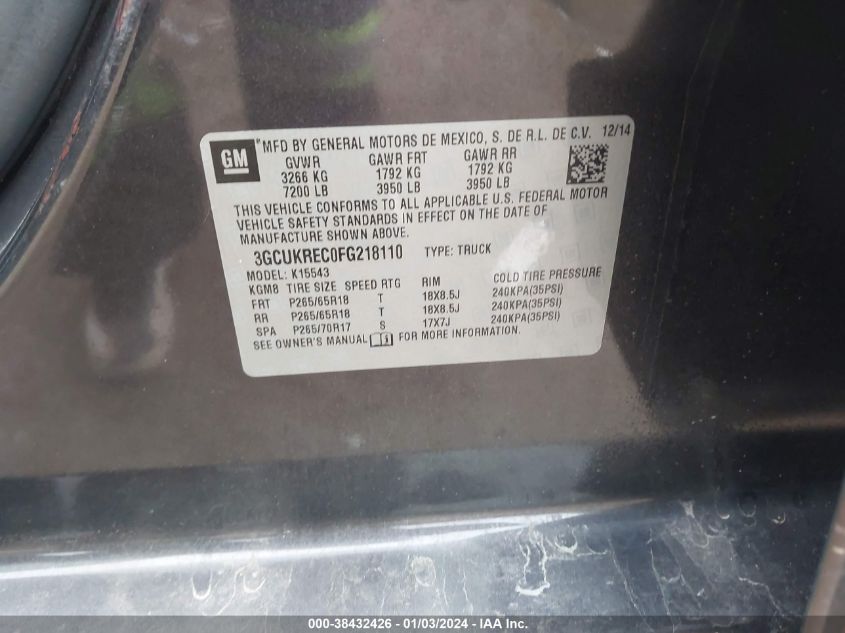 GM
*MFD BY GENERAL MOTORS DE MEXICO, S. DE R.L. DE C.V. 12/14
GVWR GAWR FRT GAWR RR
3266 KG 1792 KG 1792 KG
7200 LB 3950 LB 3950 LB
THIS VEHICLE CONFORMS TO ALL APPLICABLE U.S. FEDERAL MOTOR
VEHICLE SAFETY STANDARDS IN EFFECT ON THE DATE OF
MANUFACTURE SHOWN ABOVE.
3GCUKREC0FG218110 TYPE: TRUCK
MODEL: K15543
KGM8 TIRE SIZE SPEED RTG RIM COLD TIRE PRESSURE
FRT P265/65R18 T 18X8.5J 240KPA(35PSI)
RR P265/65R18 T 18X8.5J 240KPA(35PSI)
SPA P265/70R17 S 17X7J 240KPA(35PSI)
SEE OWNER'S MANUAL FOR MORE INFORMATION.
000-38432426 - 01/03/2024 - IAA Inc.